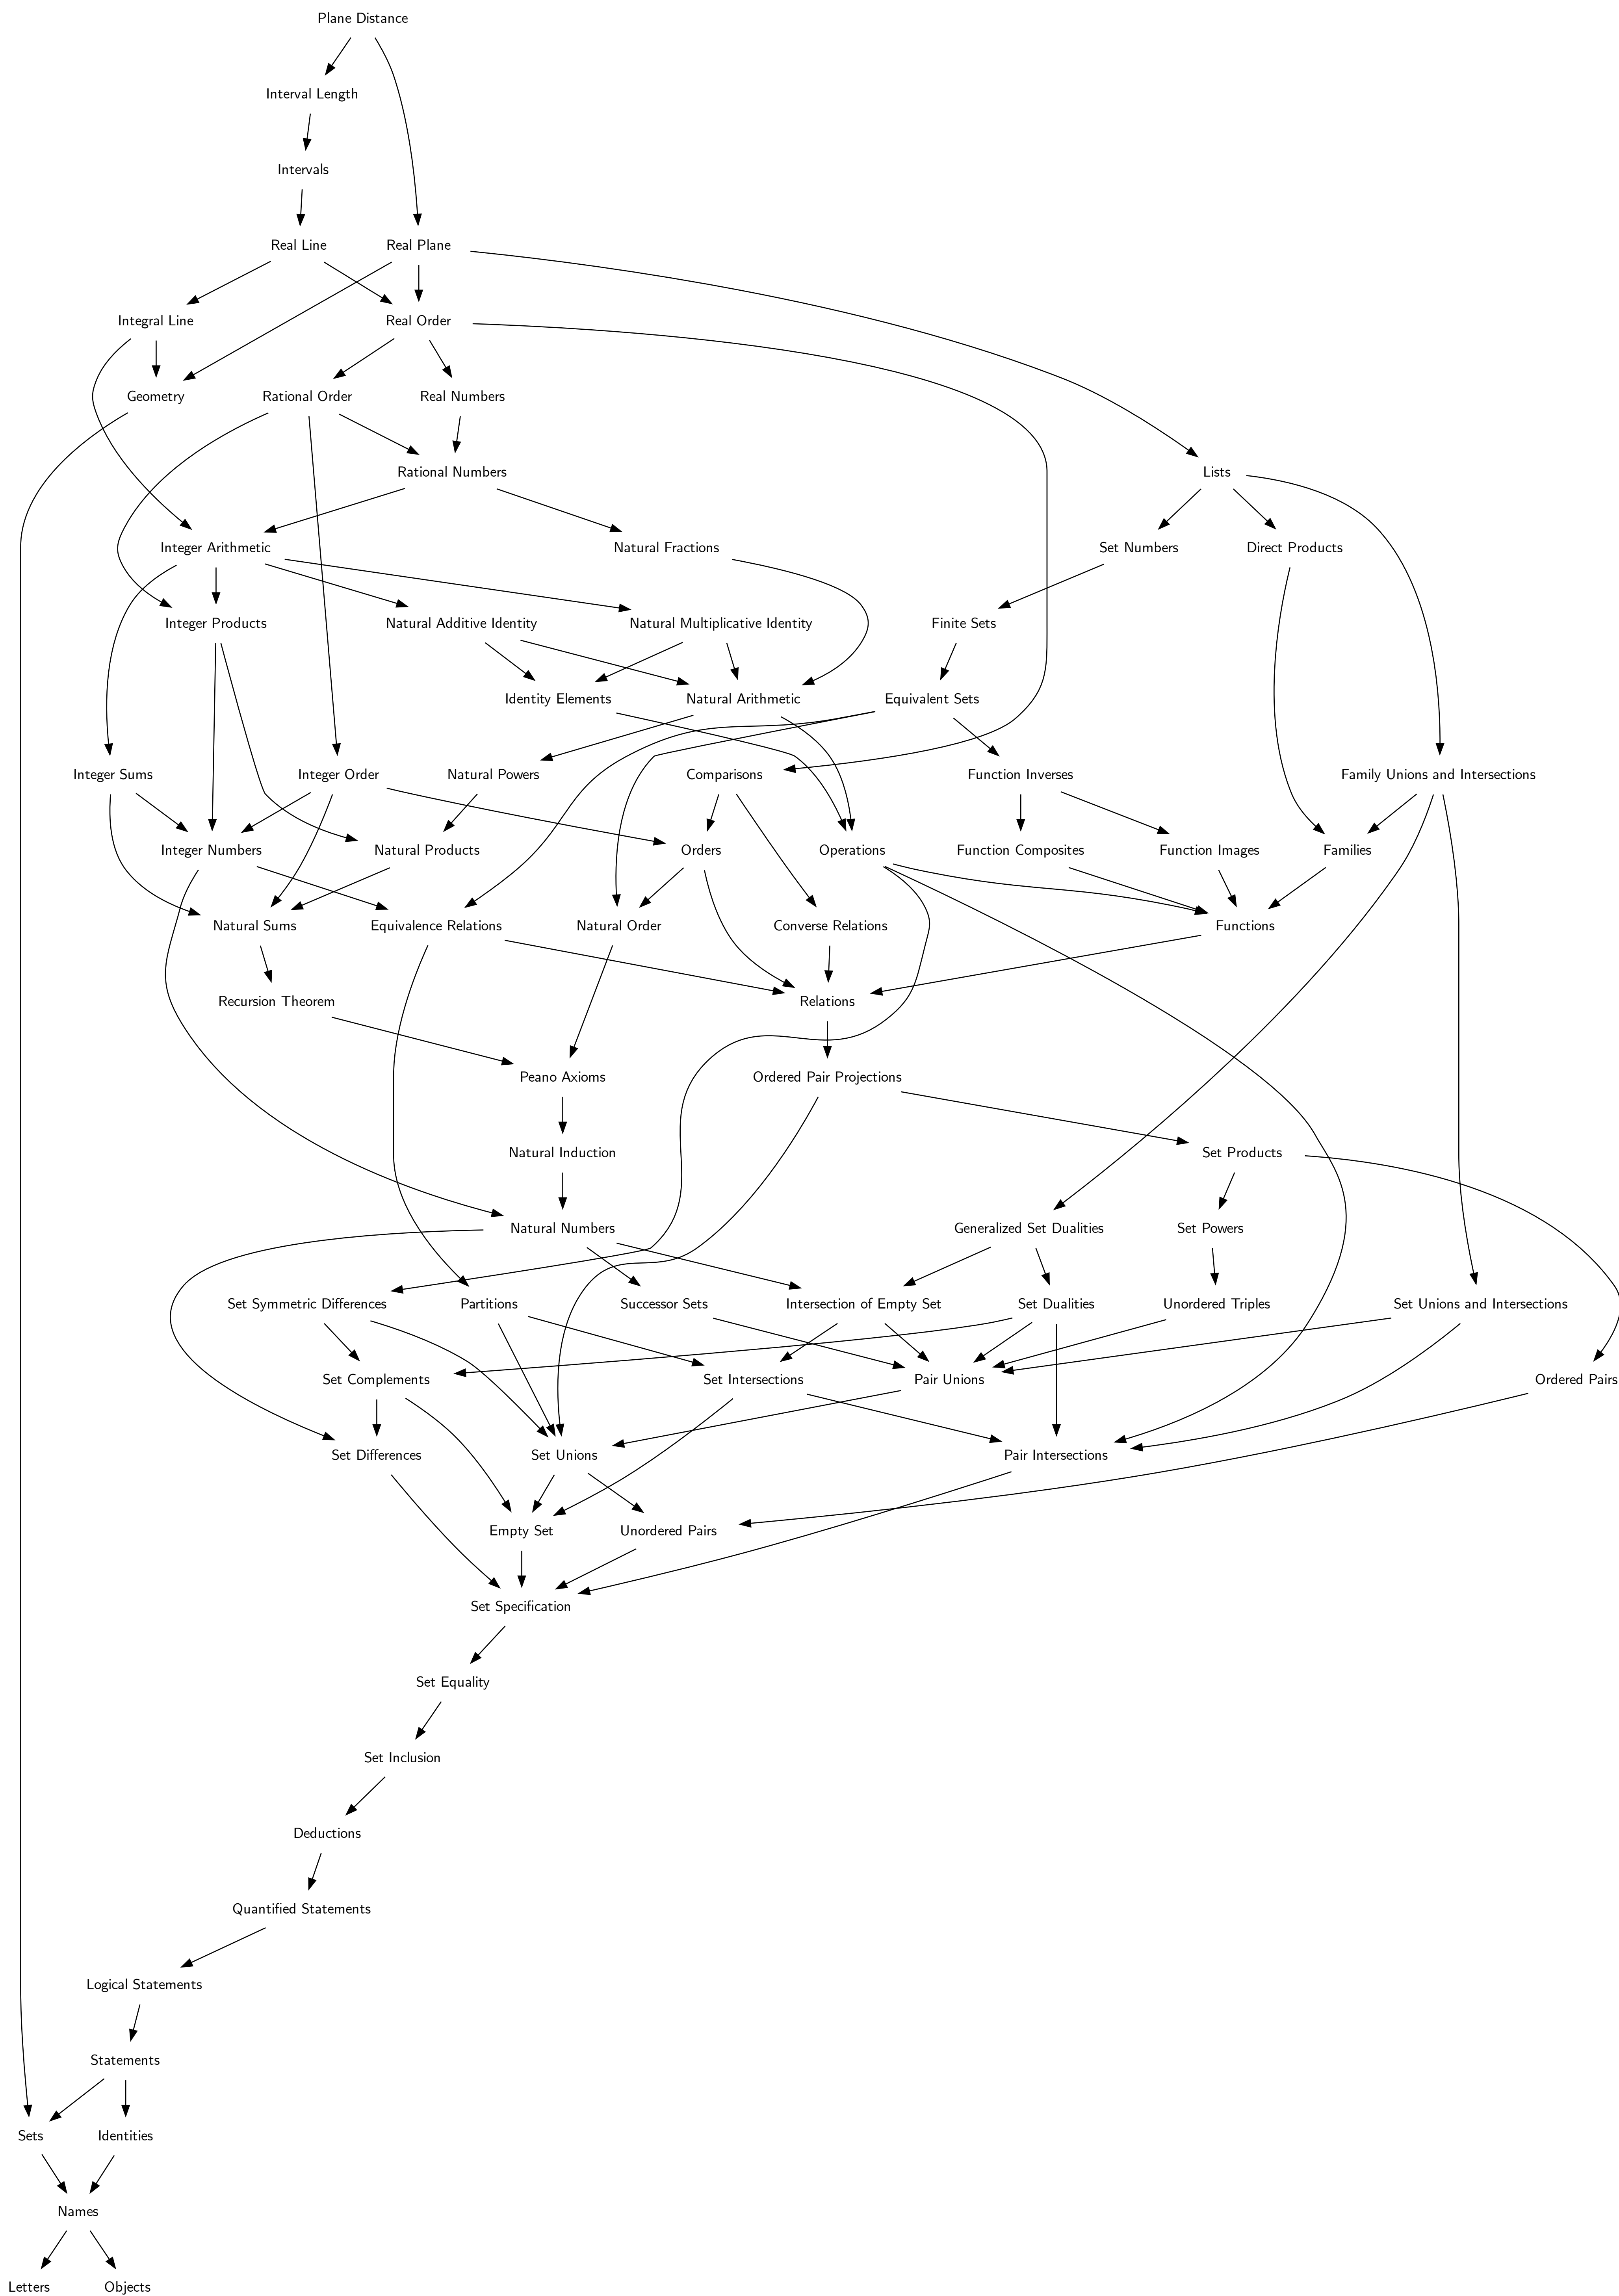 Plane Distance
Interval Length
Intervals
Real Line
Real Plane
Integral Line
Real Order
Geometry
Rational Order
Real Numbers
Rational Numbers
Lists
Integer Arithmetic
Natural Fractions
Set Numbers
Direct Products
Integer Products
Natural Additive Identity
Natural Multiplicative Identity
Finite Sets
Identity Elements
Natural Arithmetic
Equivalent Sets
Integer Sums
Integer Order
Natural Powers
Comparisons
Function Inverses
Family Unions and Intersections
Integer Numbers
Natural Products
Orders
Operations
Function Composites
Function Images
Families
Natural Sums
Equivalence Relations
Natural Order
Converse Relations
Functions
Recursion Theorem
Relations
Peano Axioms
Ordered Pair Projections
Natural Induction
Set Products
Natural Numbers
Generalized Set Dualities
Set Powers
Set Symmetric Differences
Partitions
Successor Sets
Intersection of Empty Set
Set Dualities
Unordered Triples
Set Unions and Intersections
Set Complements
Set Intersections
Pair Unions
Ordered Pairs
Set Differences
Set Unions
Pair Intersections
Empty Set
Unordered Pairs
Set Specification
Set Equality
Set Inclusion
Deductions
Quantified Statements
Logical Statements
Statements
Sets
Identities
Names
Letters
Objects